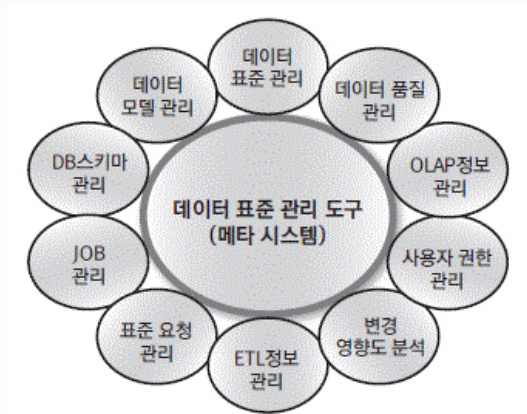 데이터
표준 관리
데이터 품질
관리
OLAP정보
관리
사용자 권한
관리
변경
영향도 분석
ETL정보
관리
표준 요청
관리
JOB
관리
DB스키마
관리
데이터
모델 관리
데이터 표준 관리 도구
(메타 시스템)